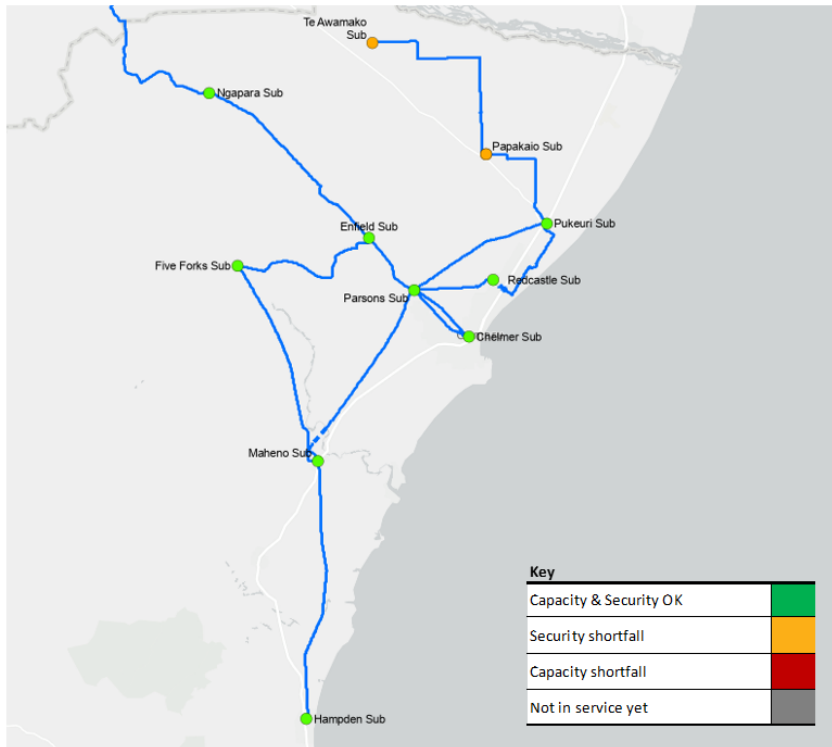 Te Awamako
Sub
Ngapara Sub
Papakaio Sub
Pukeuri Sub
Enfield Sub
Five Forks Sub
Redcastle Sub
Parsons Sub
Chelmer Sub
Maheno Sub
Hampden Sub
Key
Capacity & Security OK
Security shortfall
Capacity shortfall
Not in service yet